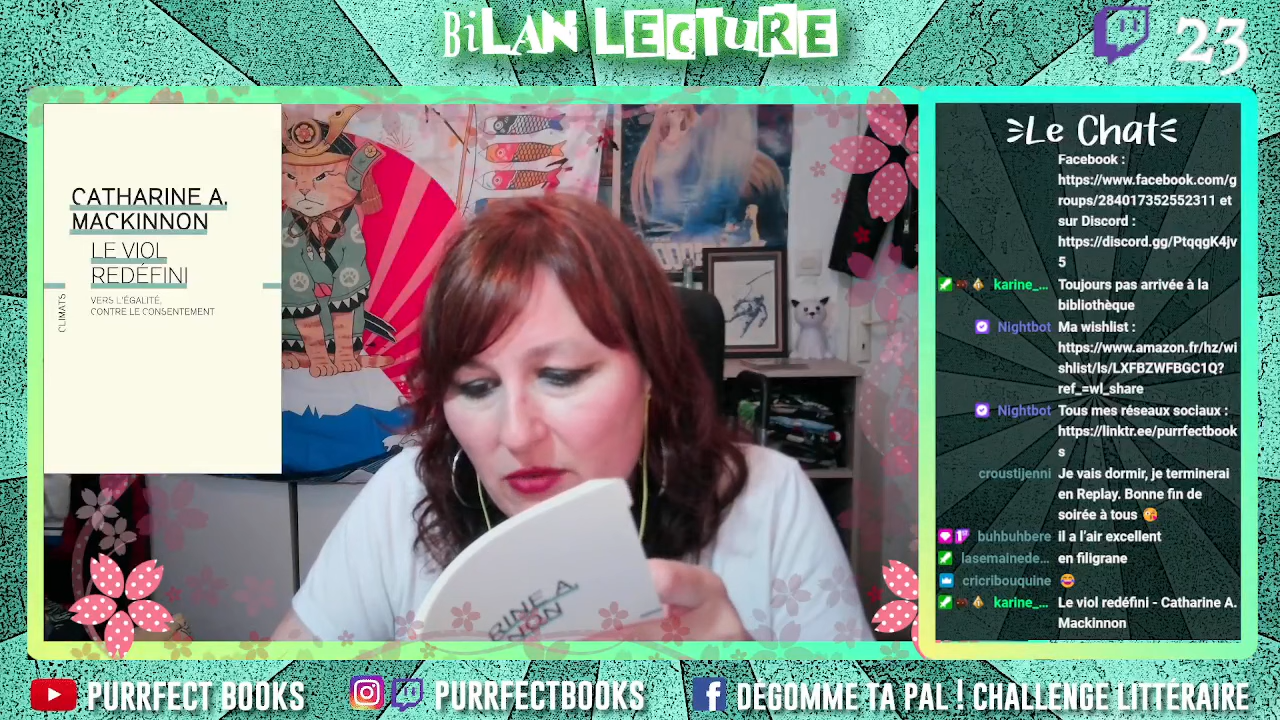 BiLAN LECTURE
23
CATHARINE A.
MACKINNON
LE VIOL
REDÉFINI
VERS L'ÉGALITÉ,
CONTRE LE CONSENTEMENT
CLIMATS
RINE A.
NON
Le Chat
Facebook :
https://www.facebook.com/g
roups/284017352552311 et
sur Discord :
https://discord.gg/PtqqgK4jv
5
karine_... Toujours pas arrivée à la
bibliothèque
Nightbot Ma wishlist :
https://www.amazon.fr/hz/wi
shlist/ls/LXFBZWFBGC1Q?
ref_=wl_share
Nightbot Tous mes réseaux sociaux :
https://linktr.ee/purrfectbook
s
croustijenni Je vais dormir, je terminerai
en Replay. Bonne fin de
soirée à tous 😘
buhbuhbere il a l'air excellent
lasemainede... en filigrane
cricribouquine 😂
karine_... Le viol redéfini - Catharine A.
Mackinnon
PURRFECT BOOKS
PURRFECTBOOKS
DÉGOMME TA PAL ! CHALLENGE LITTÉRAIRE